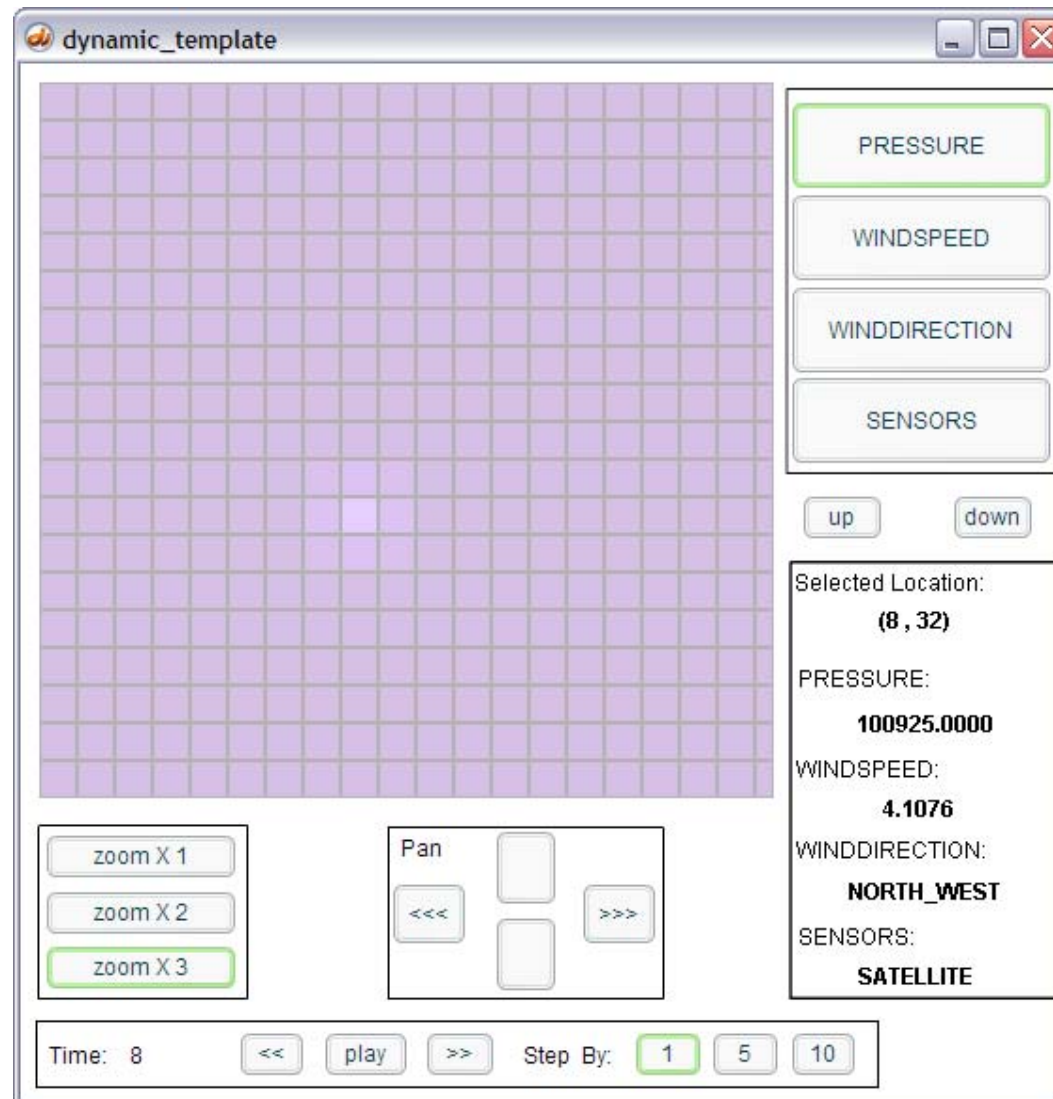 dynamic_template
PRESSURE
WINDSPEED
WINDDIRECTION
SENSORS
up down
Selected Location:
(8 , 32)
PRESSURE:
100925.0000
WINDSPEED:
4.1076
WINDDIRECTION:
NORTH_WEST
SENSORS:
SATELLITE
zoom X 1
zoom X 2
zoom X 3
Pan
<<< >>>
Time: 8 << play >> Step By: 1 5 10